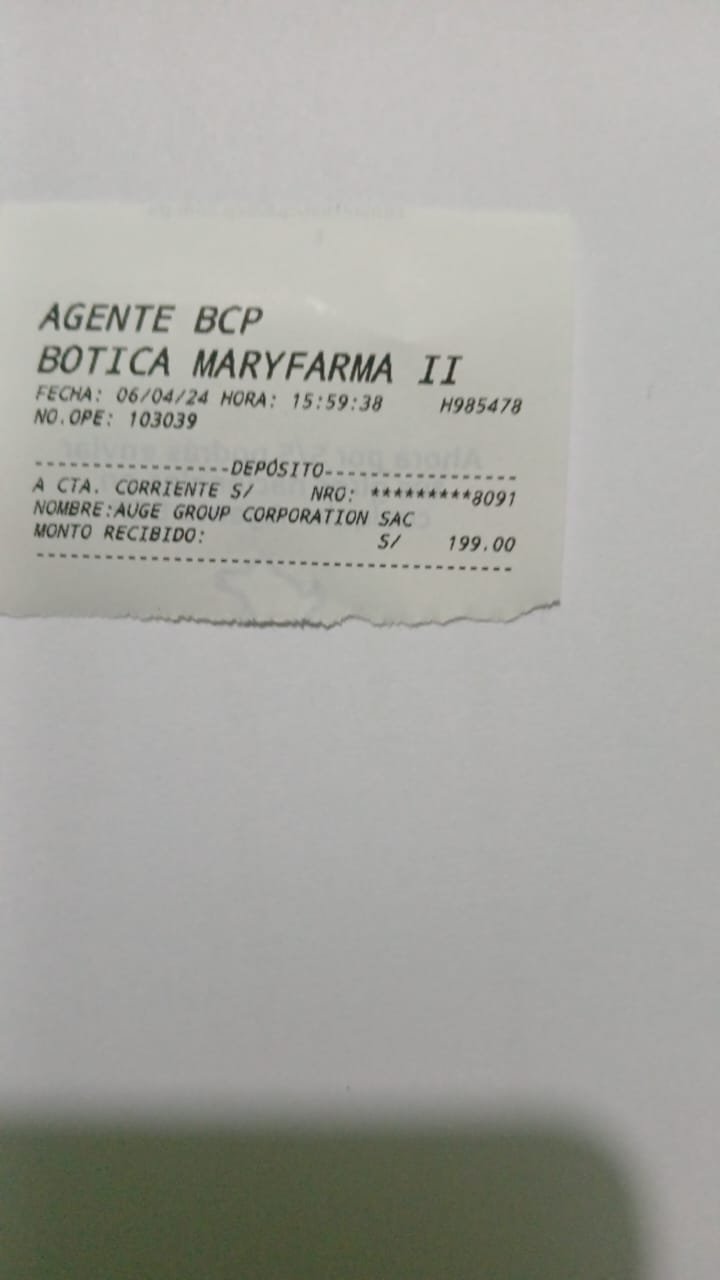 AGENTE BCP
BOTICA MARYFARMA II
FECHA: 06/04/24 HORA: 15:59:38 H985478
NO.OPE: 103039
-----------------DEPÓSITO-----------------
A CTA. CORRIENTE S/ NRO: *********8091
NOMBRE:AUGE GROUP CORPORATION SAC
MONTO RECIBIDO: S/ 199.00
------------------------------------------